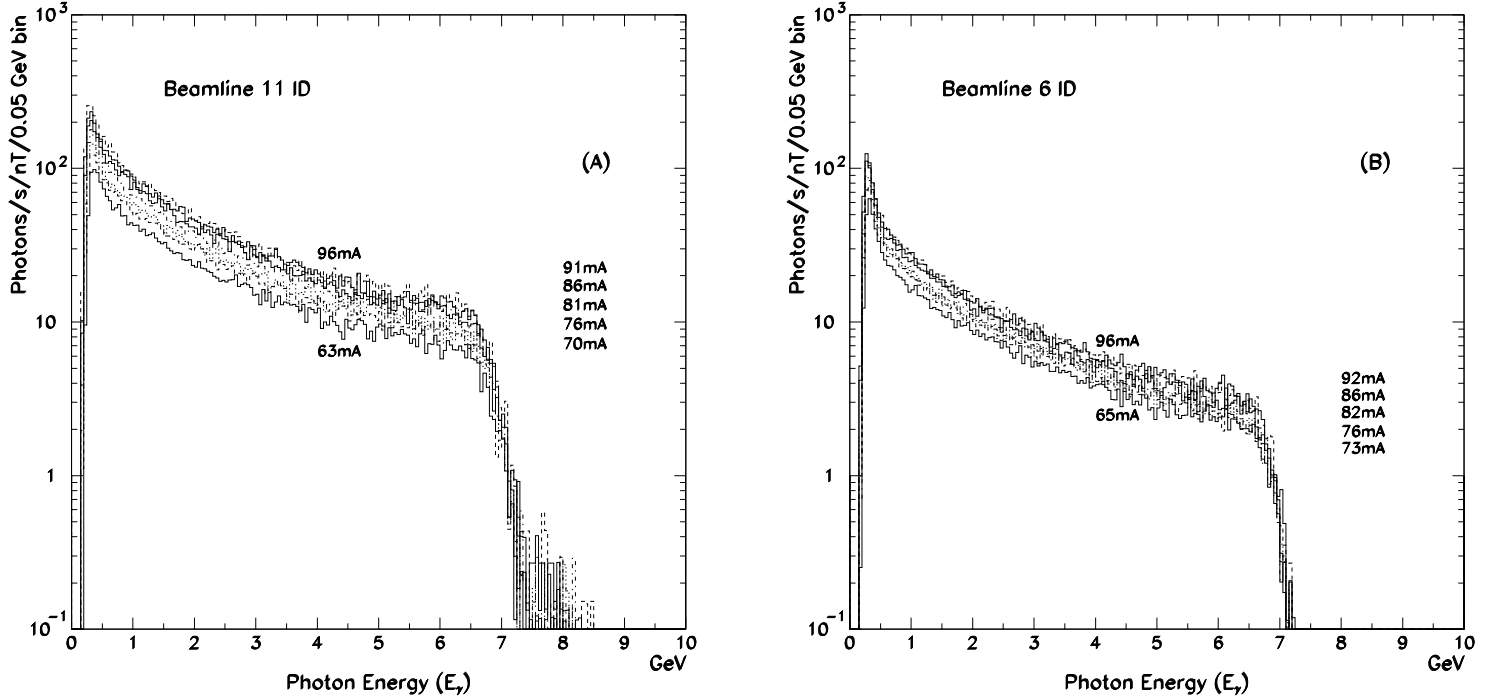 Photons/s/nT/0.05 GeV bin
10³
10²
10
1
10⁻¹
Beamline 11 ID
(A)
96mA
63mA
91mA
86mA
81mA
76mA
70mA
0 1 2 3 4 5 6 7 8 9 10
GeV
Photon Energy (Eγ)
Photons/s/nT/0.05 GeV bin
10³
10²
10
1
10⁻¹
Beamline 6 ID
(B)
96mA
65mA
92mA
86mA
82mA
76mA
73mA
0 1 2 3 4 5 6 7 8 9 10
GeV
Photon Energy (Eγ)